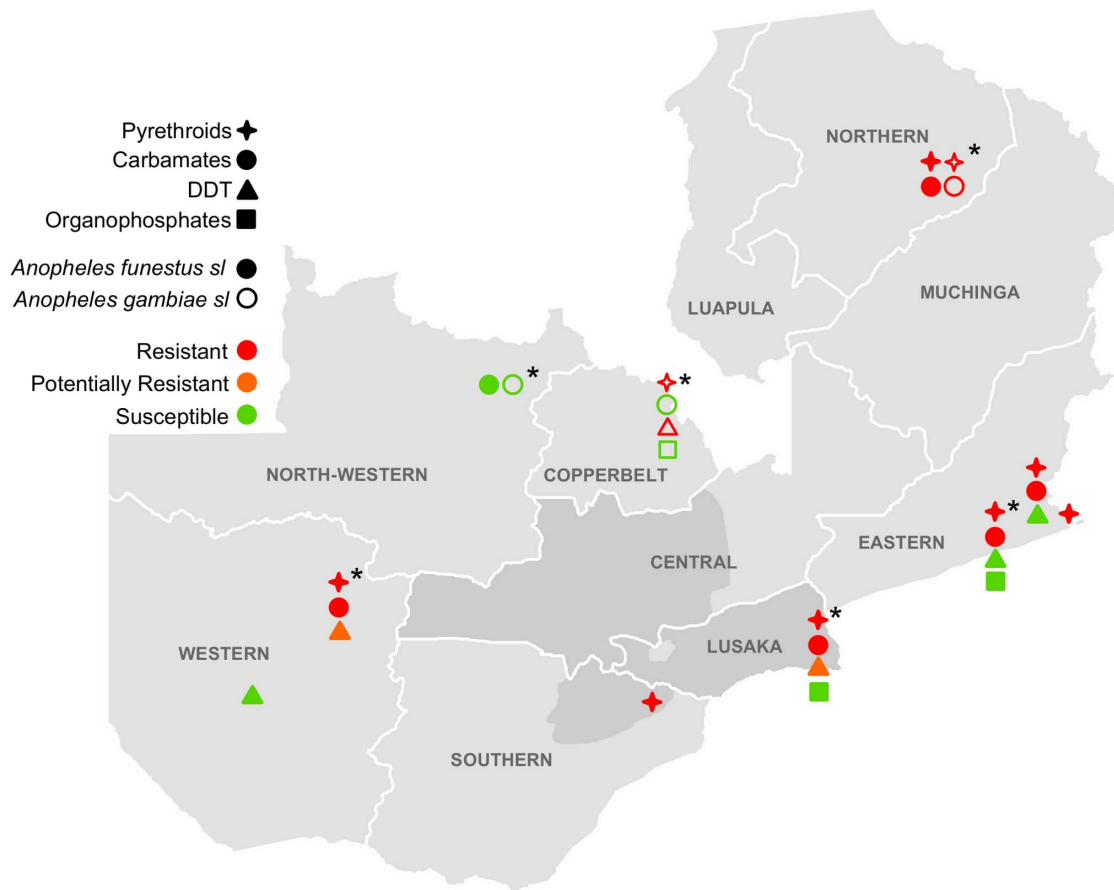 Pyrethroids
Carbamates
DDT
Organophosphates
Anopheles funestus sl
Anopheles gambiae sl
Resistant
Potentially Resistant
Susceptible
NORTHERN
*
LUAPULA
MUCHINGA
*
*
NORTH-WESTERN
COPPERBELT
*
EASTERN
CENTRAL
*
WESTERN
*
LUSAKA
SOUTHERN